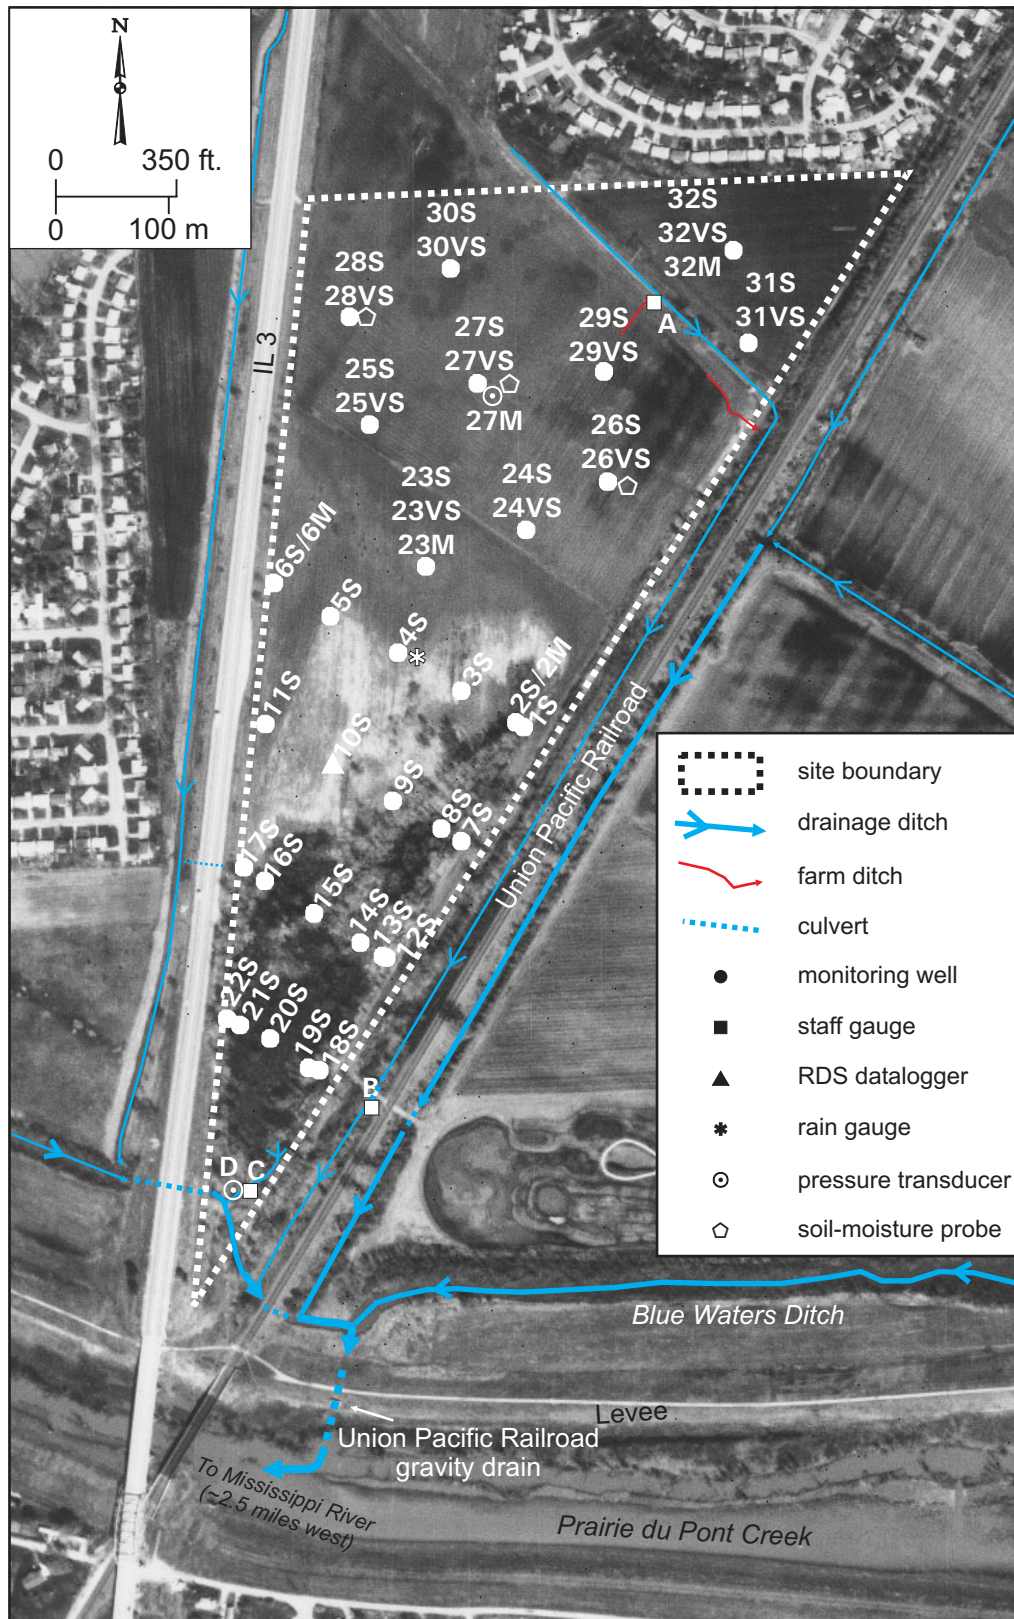 N
0 350 ft.
0 100 m
IL 3
30S
30VS
32S
32VS
32M
28S
28VS
31S
31VS
27S
27VS
27M
29S
29VS
A
25S
25VS
26S
26VS
24S
24VS
23S
23VS
23M
6S/6M
5S
4S
3S
2S/2M
1S
11S
10S
9S
8S
7S
17S
16S
15S
14S
13S
12S
22S
21S
20S
19S
18S
B
D
C
Union Pacific Railroad
site boundary
drainage ditch
farm ditch
culvert
monitoring well
staff gauge
RDS datalogger
rain gauge
pressure transducer
soil-moisture probe
Blue Waters Ditch
Levee
Union Pacific Railroad
gravity drain
To Mississippi River
(~2.5 miles west)
Prairie du Pont Creek